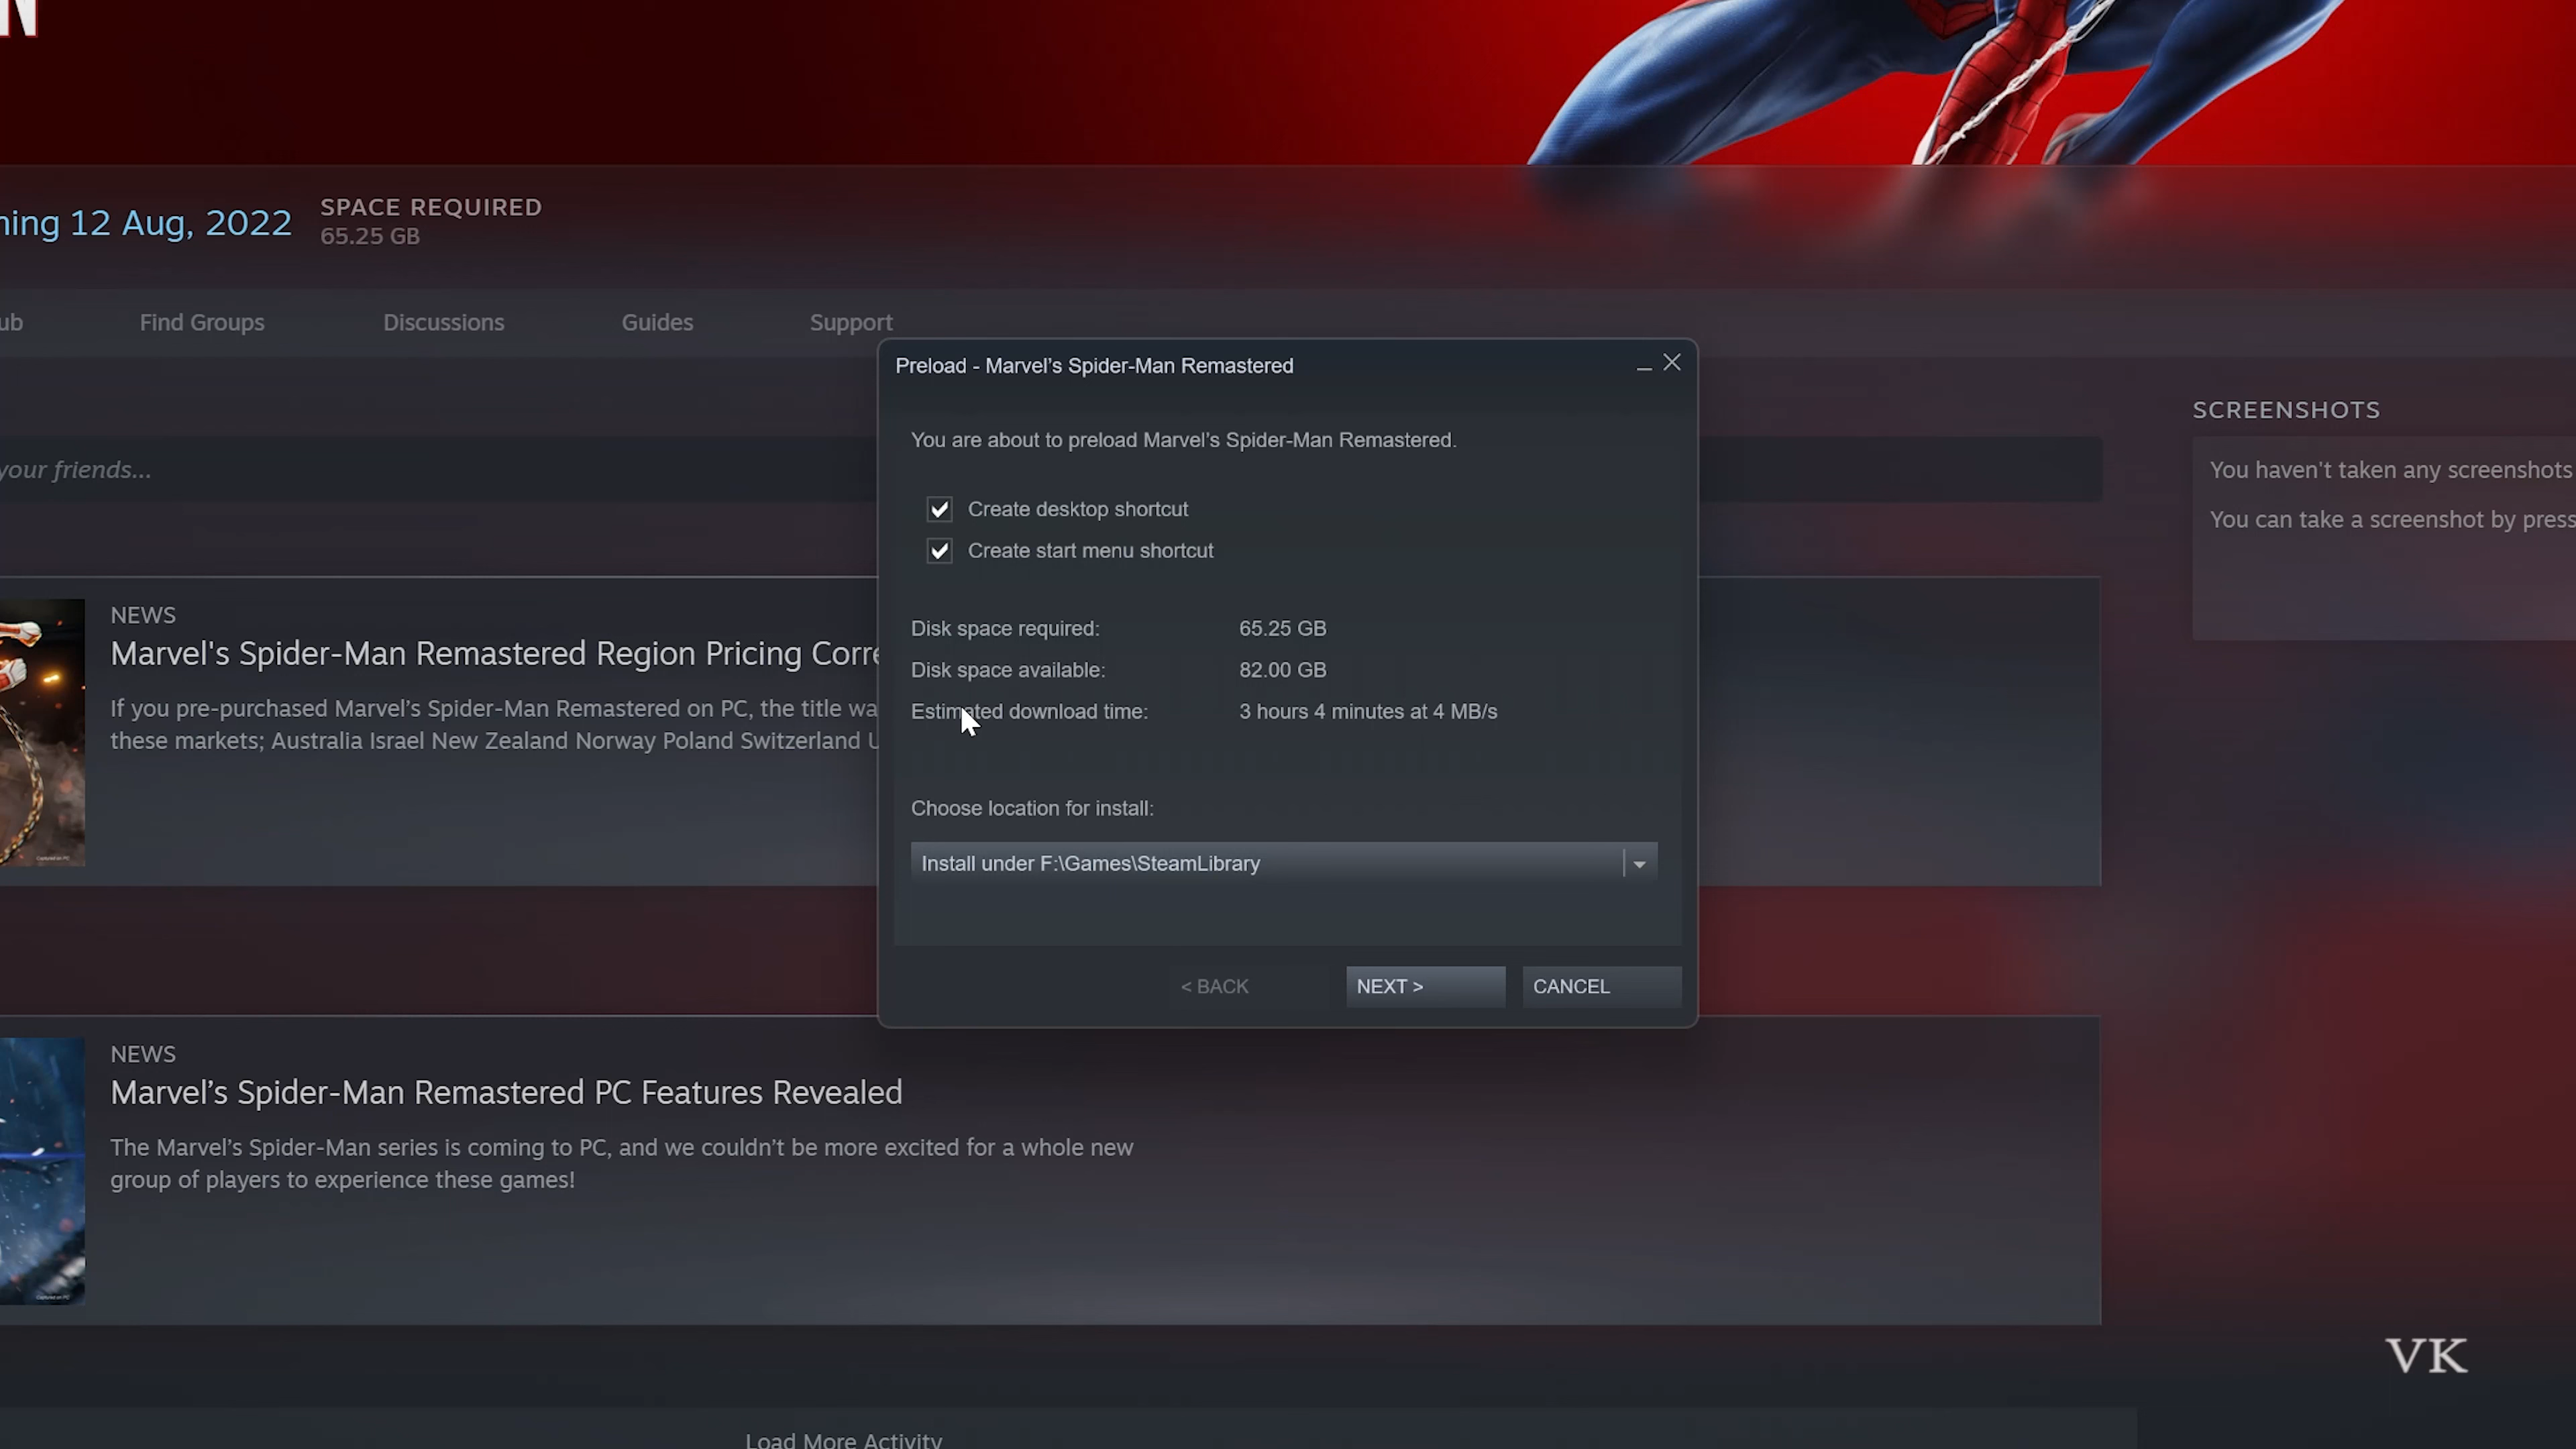 N
ning 12 Aug, 2022
SPACE REQUIRED
65.25 GB
ub
Find Groups
Discussions
Guides
Support
Preload - Marvel's Spider-Man Remastered
You are about to preload Marvel's Spider-Man Remastered.
Create desktop shortcut
Create start menu shortcut
Disk space required: 65.25 GB
Disk space available: 82.00 GB
Estimated download time: 3 hours 4 minutes at 4 MB/s
Choose location for install:
Install under F:\Games\SteamLibrary
< BACK
NEXT >
CANCEL
SCREENSHOTS
You haven't taken any screenshots
You can take a screenshot by press
your friends...
NEWS
Marvel's Spider-Man Remastered Region Pricing Corre
If you pre-purchased Marvel's Spider-Man Remastered on PC, the title wa
these markets; Australia Israel New Zealand Norway Poland Switzerland U
Captured on PC
NEWS
Marvel's Spider-Man Remastered PC Features Revealed
The Marvel's Spider-Man series is coming to PC, and we couldn't be more excited for a whole new
group of players to experience these games!
Captured on PC
VK
Load More Activity